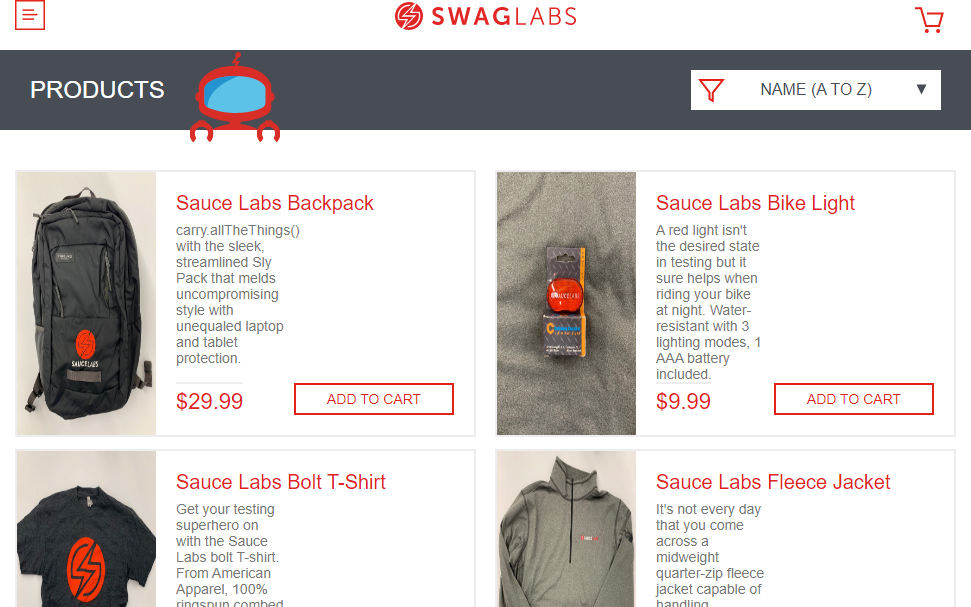 SWAGLABS
PRODUCTS
NAME (A TO Z)
Sauce Labs Backpack
carry.allTheThings()
with the sleek,
streamlined Sly
Pack that melds
uncompromising
style with
unequaled laptop
and tablet
protection.
$29.99
ADD TO CART
SAUCELABS
Sauce Labs Bike Light
A red light isn't
the desired state
in testing but it
sure helps when
riding your bike
at night. Water-
resistant with 3
lighting modes, 1
AAA battery
included.
$9.99
ADD TO CART
SAUCELABS
Sauce Labs Bolt T-Shirt
Get your testing
superhero on
with the Sauce
Labs bolt T-shirt.
From American
Apparel, 100%
ringspun combed
Sauce Labs Fleece Jacket
It's not every day
that you come
across a
midweight
quarter-zip fleece
jacket capable of
handling